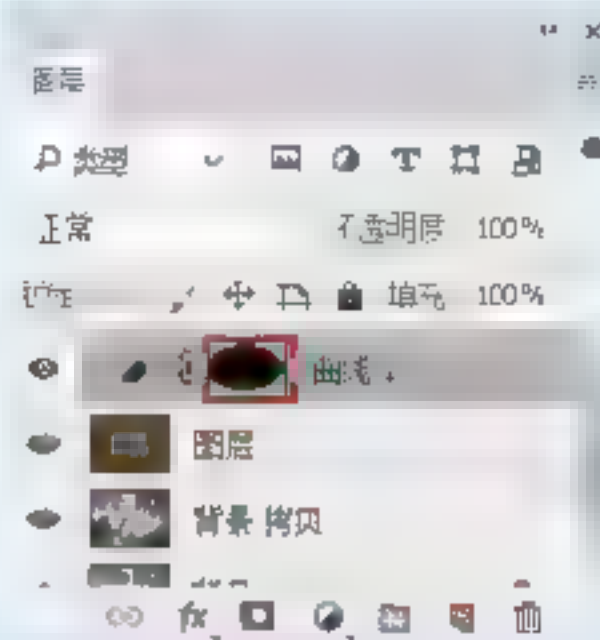 图层
类型
正常 不透明度 100%
锁定 填充 100%
曲线
图层
背景 拷贝
fx